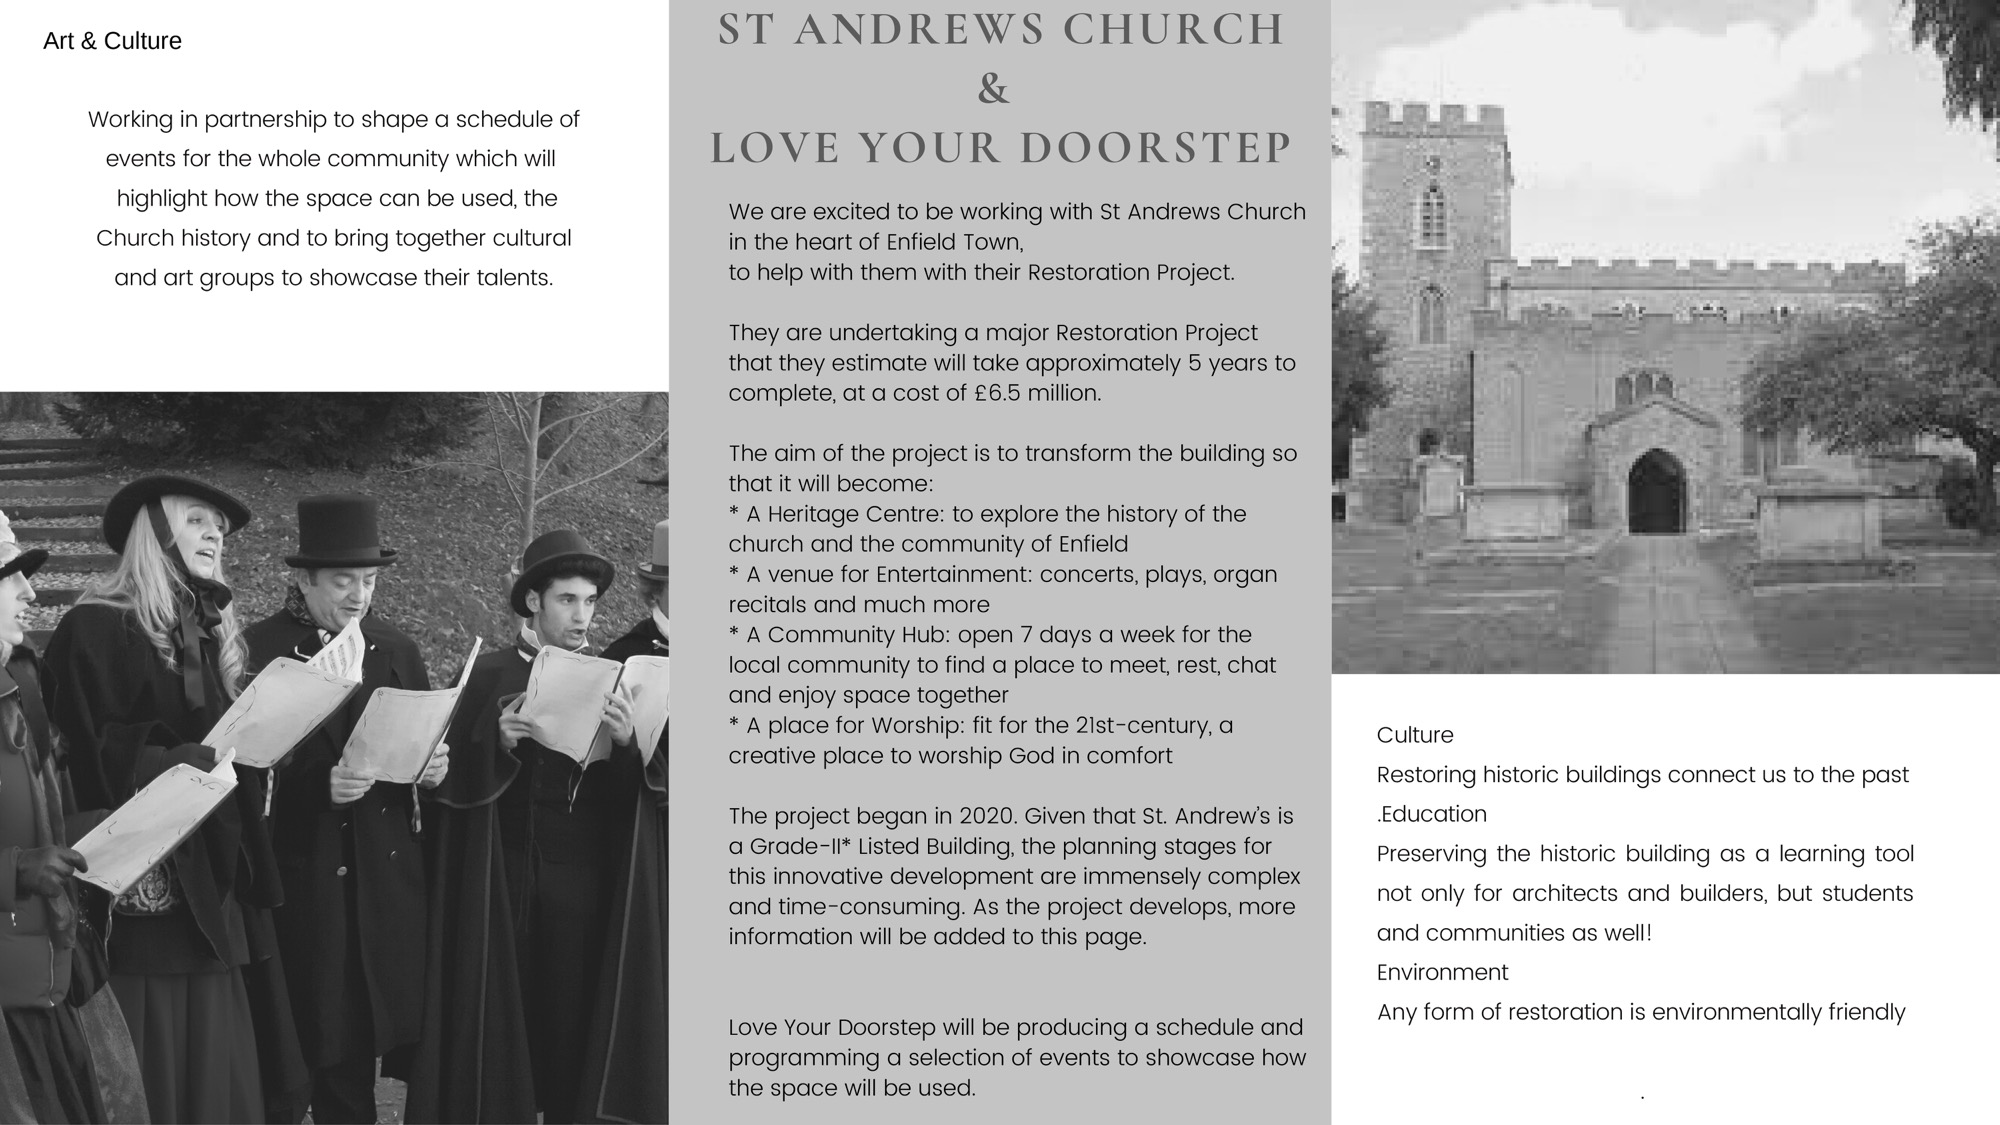 Art & Culture
Working in partnership to shape a schedule of
events for the whole community which will
highlight how the space can be used, the
Church history and to bring together cultural
and art groups to showcase their talents.
ST ANDREWS CHURCH
&
LOVE YOUR DOORSTEP
We are excited to be working with St Andrews Church
in the heart of Enfield Town,
to help with them with their Restoration Project.
They are undertaking a major Restoration Project
that they estimate will take approximately 5 years to
complete, at a cost of £6.5 million.
The aim of the project is to transform the building so
that it will become:
* A Heritage Centre: to explore the history of the
church and the community of Enfield
* A venue for Entertainment: concerts, plays, organ
recitals and much more
* A Community Hub: open 7 days a week for the
local community to find a place to meet, rest, chat
and enjoy space together
* A place for Worship: fit for the 21st-century, a
creative place to worship God in comfort
The project began in 2020. Given that St. Andrew’s is
a Grade-II* Listed Building, the planning stages for
this innovative development are immensely complex
and time-consuming. As the project develops, more
information will be added to this page.
Love Your Doorstep will be producing a schedule and
programming a selection of events to showcase how
the space will be used.
Culture
Restoring historic buildings connect us to the past
.Education
Preserving the historic building as a learning tool
not only for architects and builders, but students
and communities as well!
Environment
Any form of restoration is environmentally friendly
.